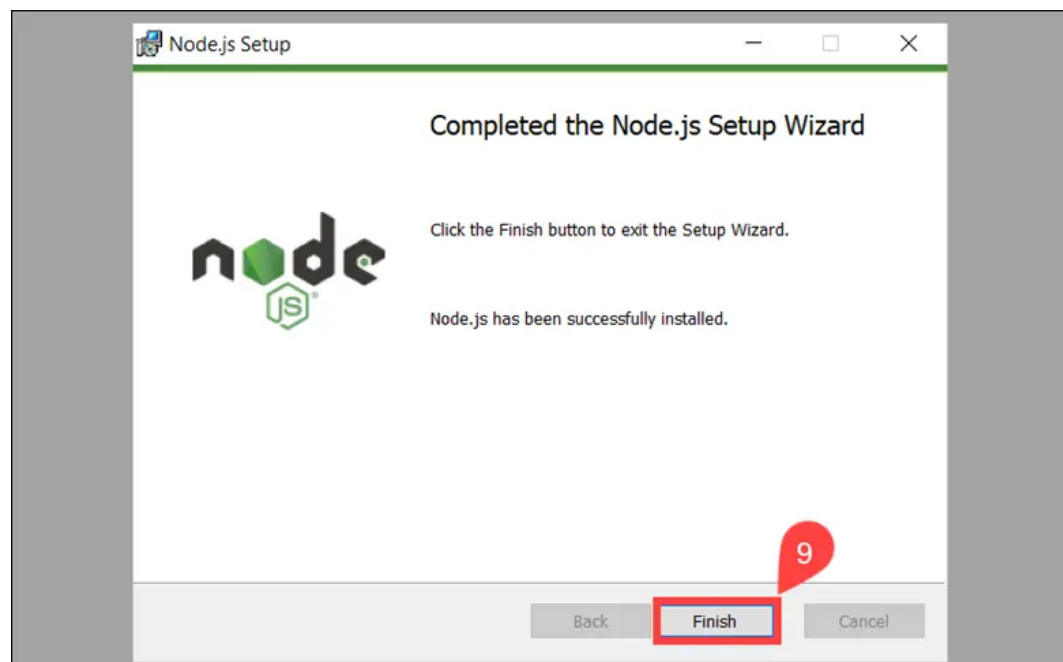 Node.js Setup
Completed the Node.js Setup Wizard
node
JS
Click the Finish button to exit the Setup Wizard.
Node.js has been successfully installed.
9
Back
Finish
Cancel